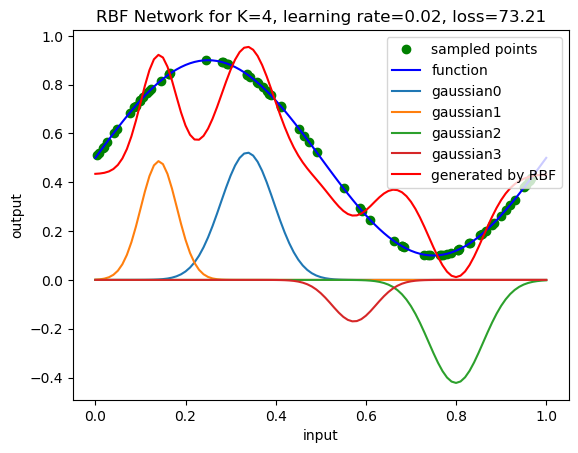 RBF Network for K=4, learning rate=0.02, loss=73.21
1.0
0.8
0.6
0.4
0.2
0.0
−0.2
−0.4
output
sampled points
function
gaussian0
gaussian1
gaussian2
gaussian3
generated by RBF
0.0 0.2 0.4 0.6 0.8 1.0
input